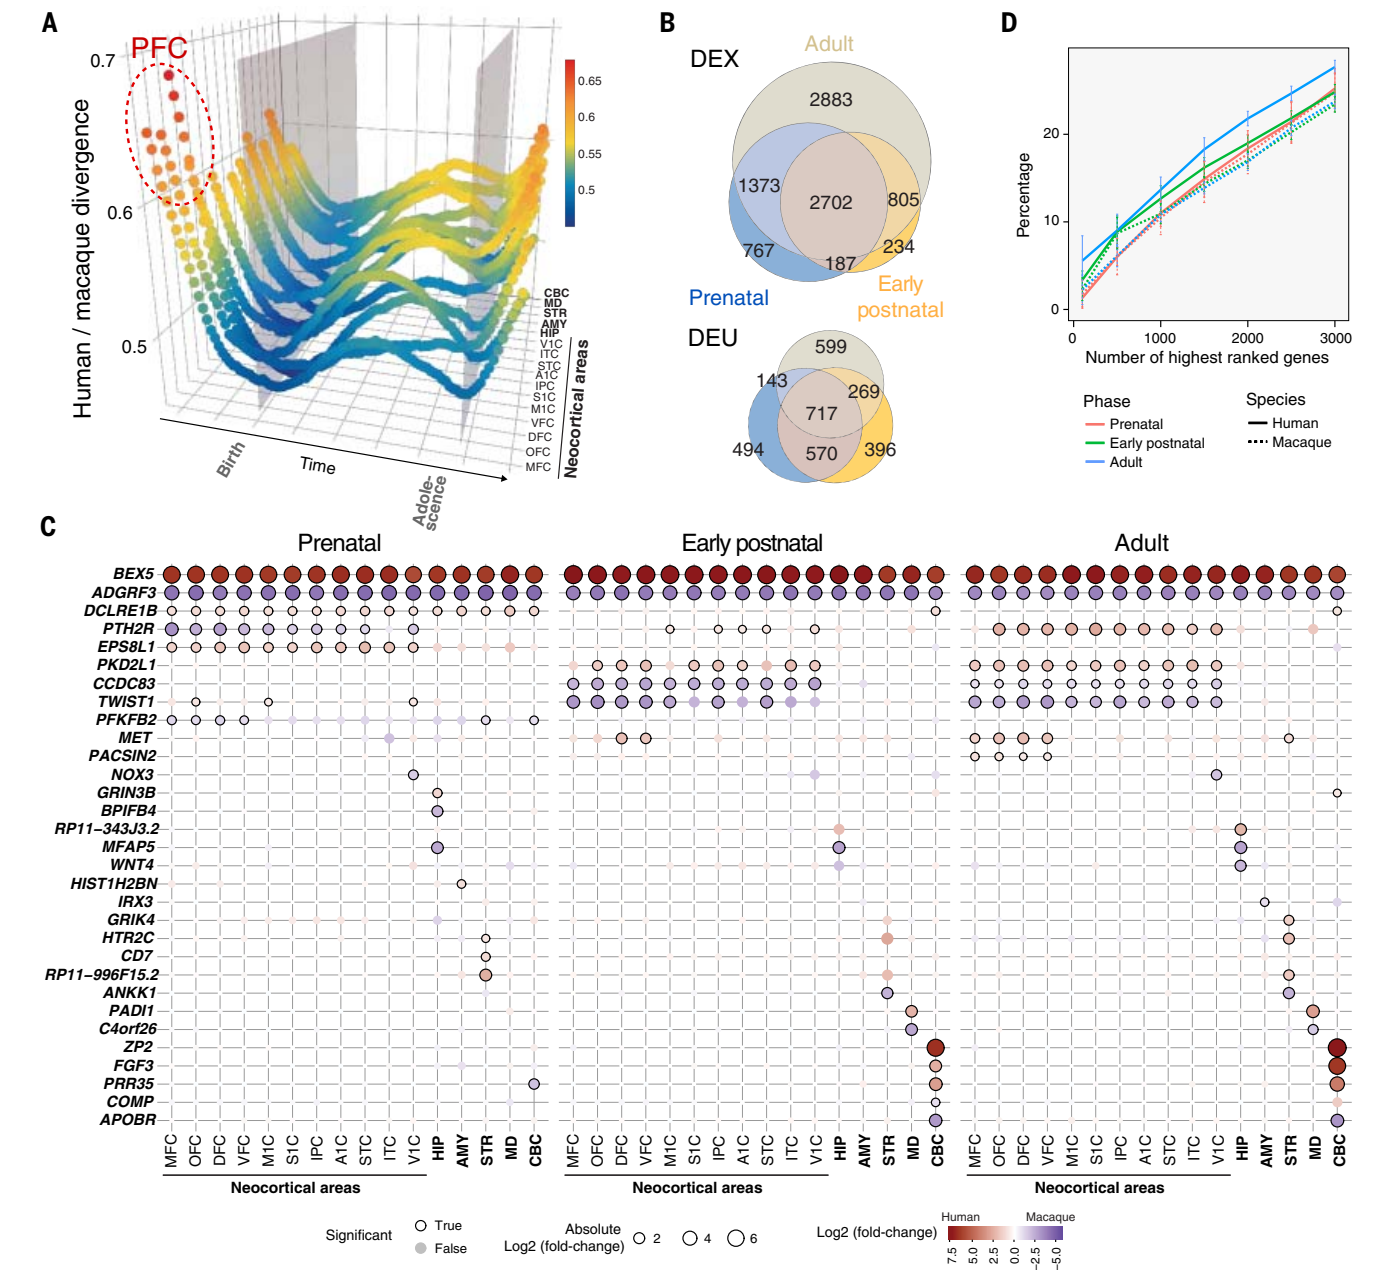 A
PFC
0.7
0.6
0.5
Human / macaque divergence
0.65
0.6
0.55
0.5
CBC
MD
STR
AMY
HIP
V1C
ITC
STC
A1C
IPC
S1C
M1C
VFC
DFC
OFC
MFC
Neocortical areas
Birth
Time
Adole-
scence
B
DEX
Adult
2883
1373
2702
805
767
187
234
Prenatal
Early
postnatal
DEU
599
143
269
717
494
570
396
D
Percentage
20
10
0
0
1000
2000
3000
Number of highest ranked genes
Phase
Prenatal
Early postnatal
Adult
Species
Human
Macaque
C
Prenatal
Early postnatal
Adult
BEX5
ADGRF3
DCLRE1B
PTH2R
EPS8L1
PKD2L1
CCDC83
TWIST1
PFKFB2
MET
PACSIN2
NOX3
GRIN3B
BPIFB4
RP11-343J3.2
MFAP5
WNT4
HIST1H2BN
IRX3
GRIK4
HTR2C
CD7
RP11-996F15.2
ANKK1
PADI1
C4orf26
ZP2
FGF3
PRR35
COMP
APOBR
MFC OFC DFC VFC M1C S1C IPC A1C STC ITC V1C HIP AMY STR MD CBC
MFC OFC DFC VFC M1C S1C IPC A1C STC ITC V1C HIP AMY STR MD CBC
MFC OFC DFC VFC M1C S1C IPC A1C STC ITC V1C HIP AMY STR MD CBC
Neocortical areas
Neocortical areas
Neocortical areas
Significant
True
False
Absolute
Log2 (fold-change)
2
4
6
Log2 (fold-change)
Human
Macaque
7.5
5.0
2.5
0.0
-2.5
-5.0